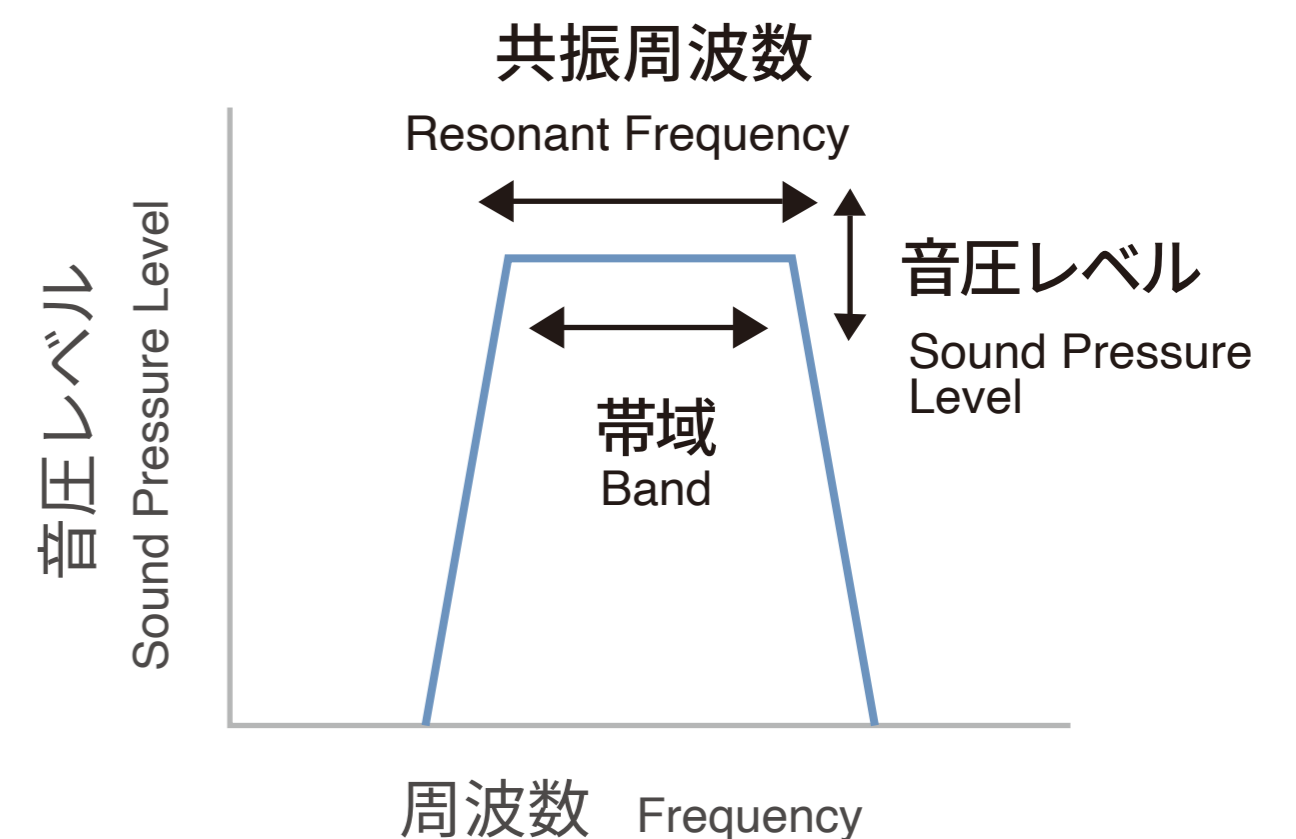 共振周波数
Resonant Frequency
音圧レベル
Sound Pressure Level
音圧レベル
Sound Pressure
Level
帯域
Band
周波数 Frequency